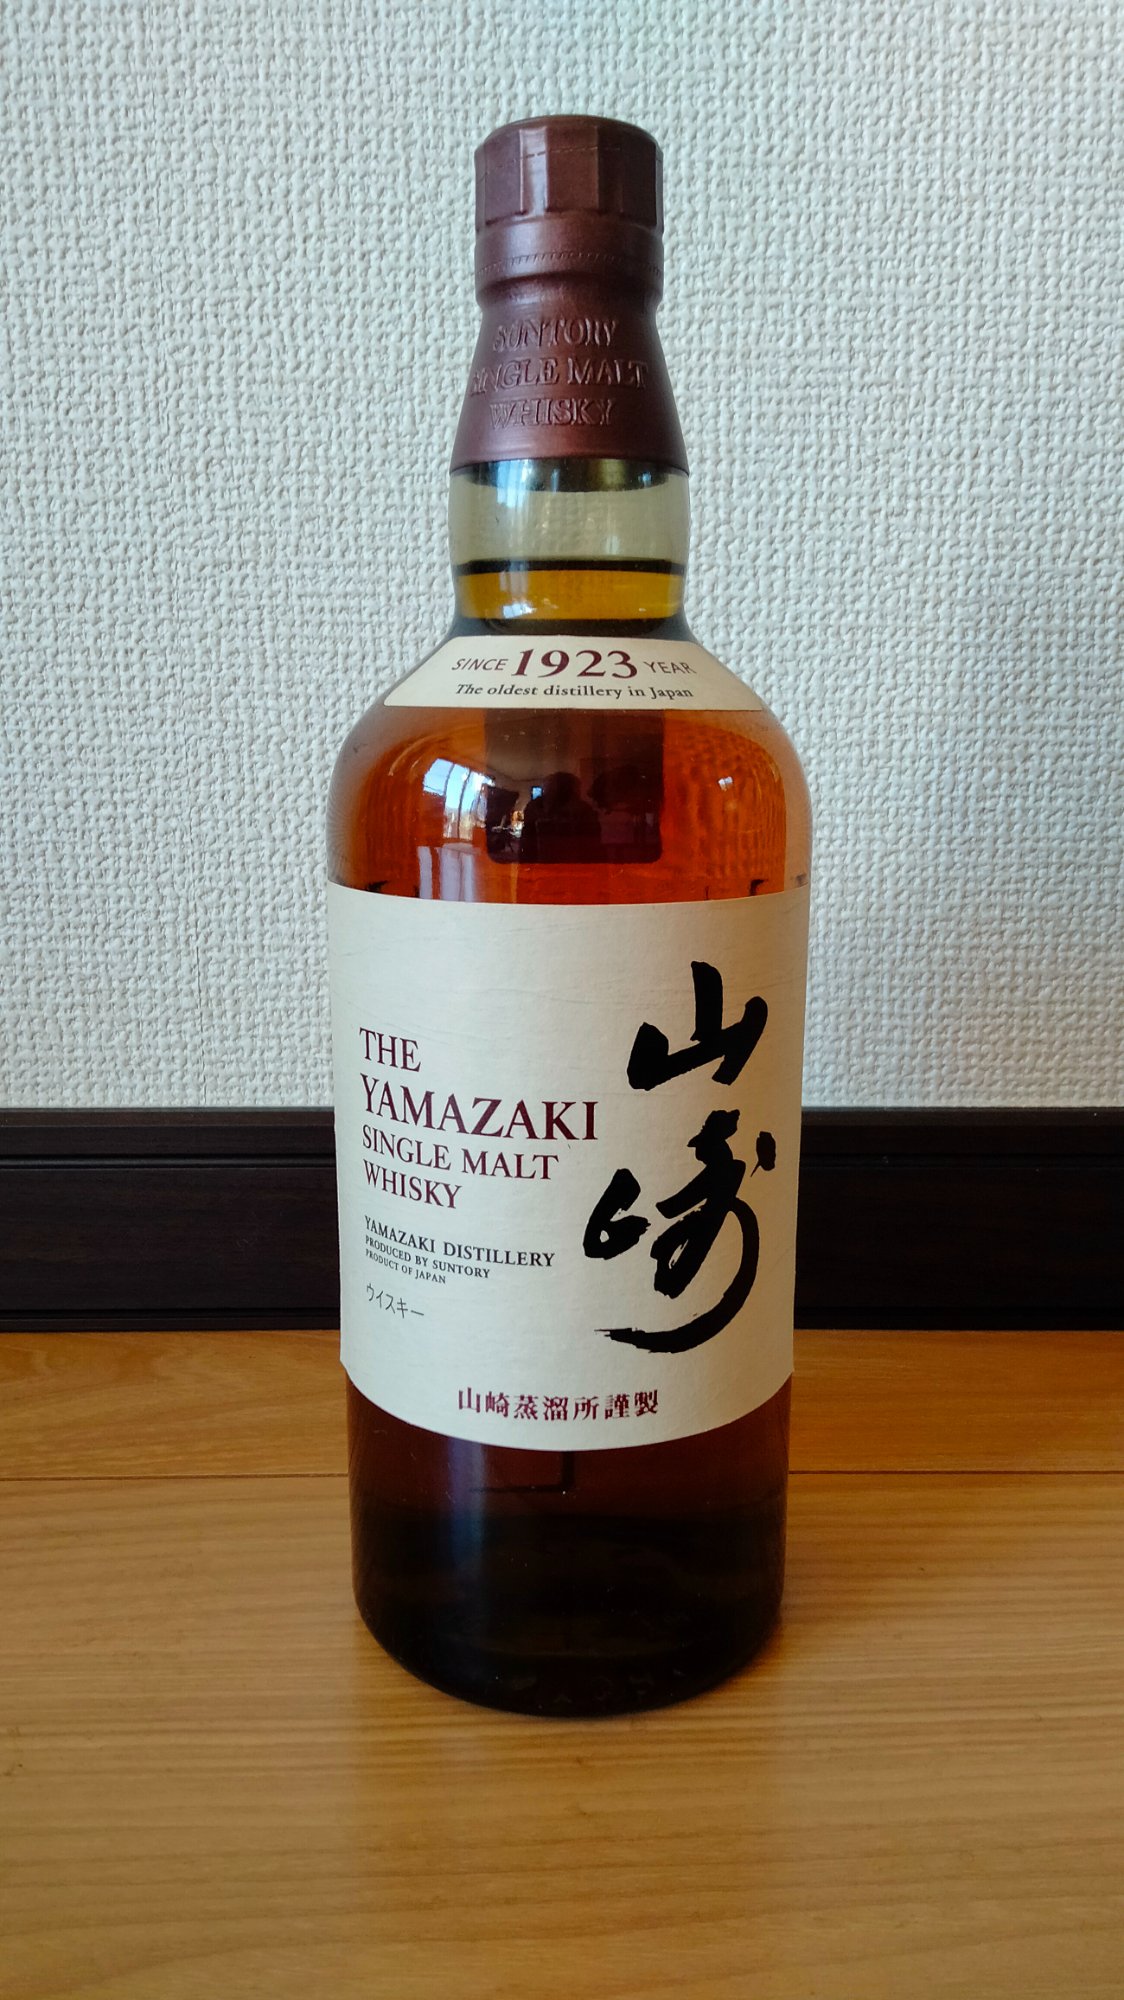 SUNTORY
SINGLE MALT
WHISKY
SINCE 1923 YEAR
The oldest distillery in Japan
山崎
THE
YAMAZAKI
SINGLE MALT
WHISKY
YAMAZAKI DISTILLERY
PRODUCED BY SUNTORY
PRODUCT OF JAPAN
ウイスキー
山崎蒸溜所謹製